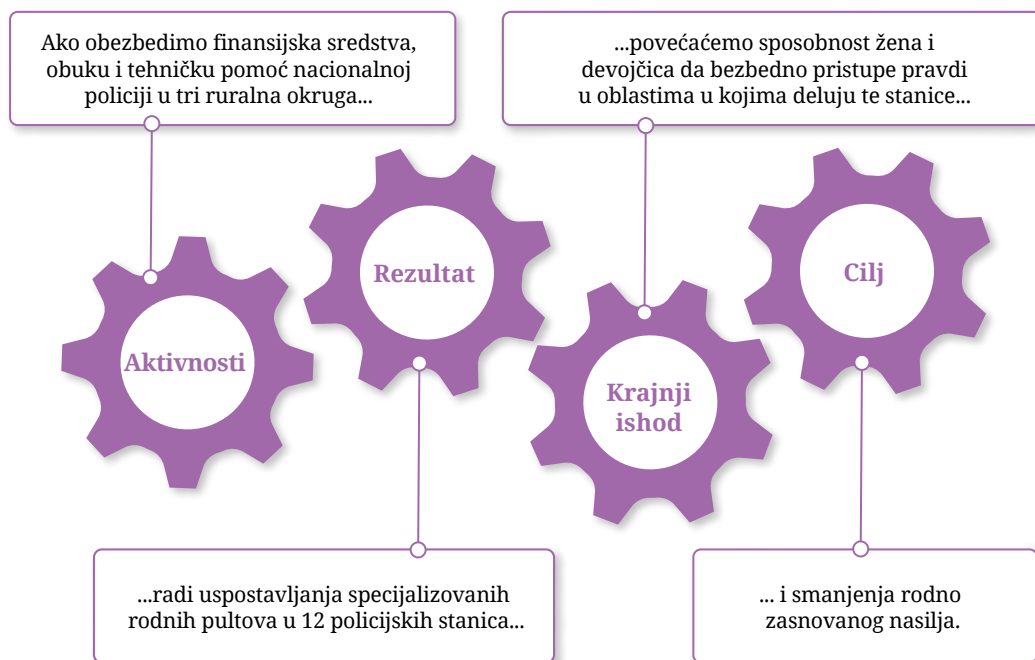 Ako obezbedimo finansijska sredstva,
obuku i tehničku pomoć nacionalnoj
policiji u tri ruralna okruga...
...povećaćemo sposobnost žena i
devojčica da bezbedno pristupe pravdi
u oblastima u kojima deluju te stanice...
Aktivnosti
Rezultat
Krajnji
ishod
Cilj
...radi uspostavljanja specijalizovanih
rodnih pultova u 12 policijskih stanica...
... i smanjenja rodno
zasnovanog nasilja.